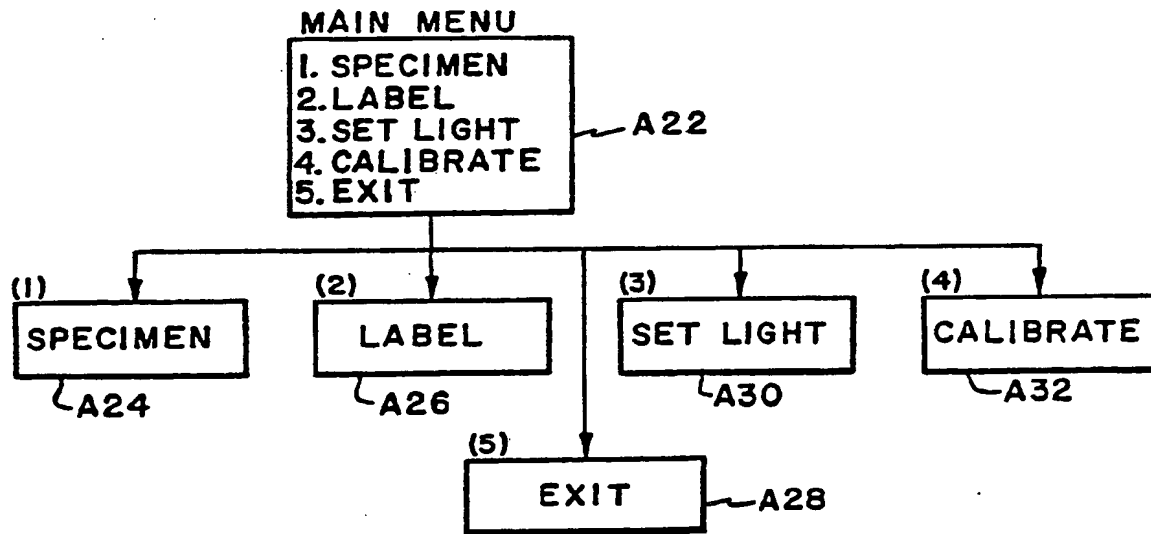 MAIN MENU
1. SPECIMEN
2. LABEL
3. SET LIGHT
4. CALIBRATE
5. EXIT
A22
(1)
SPECIMEN
A24
(2)
LABEL
A26
(3)
SET LIGHT
A30
(4)
CALIBRATE
A32
(5)
EXIT
A28